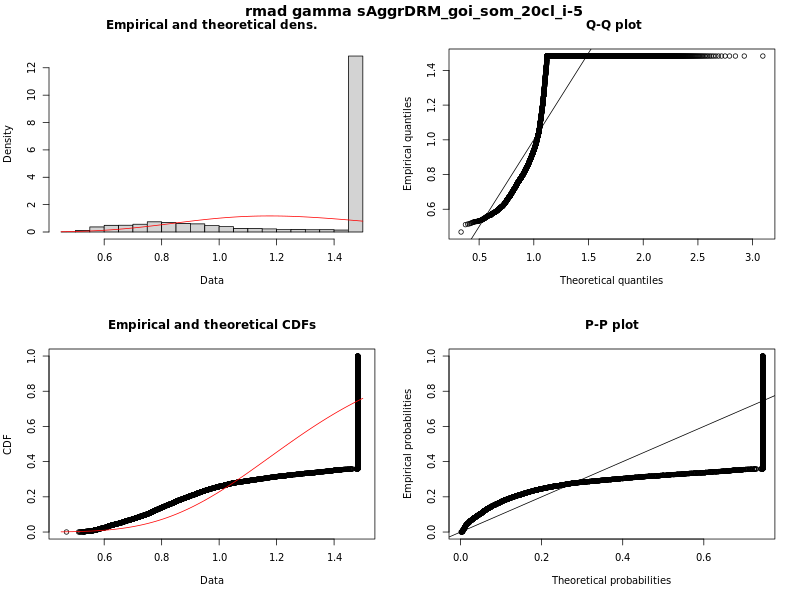 rmad gamma sAggrDRM_goi_som_20cl_i-5
Empirical and theoretical dens.
Density
0 2 4 6 8 10 12
0.6 0.8 1.0 1.2 1.4
Data
Q-Q plot
Empirical quantiles
0.6 0.8 1.0 1.2 1.4
0.5 1.0 1.5 2.0 2.5 3.0
Theoretical quantiles
Empirical and theoretical CDFs
CDF
0.0 0.2 0.4 0.6 0.8 1.0
0.6 0.8 1.0 1.2 1.4
Data
P-P plot
Empirical probabilities
0.0 0.2 0.4 0.6 0.8 1.0
0.0 0.2 0.4 0.6
Theoretical probabilities